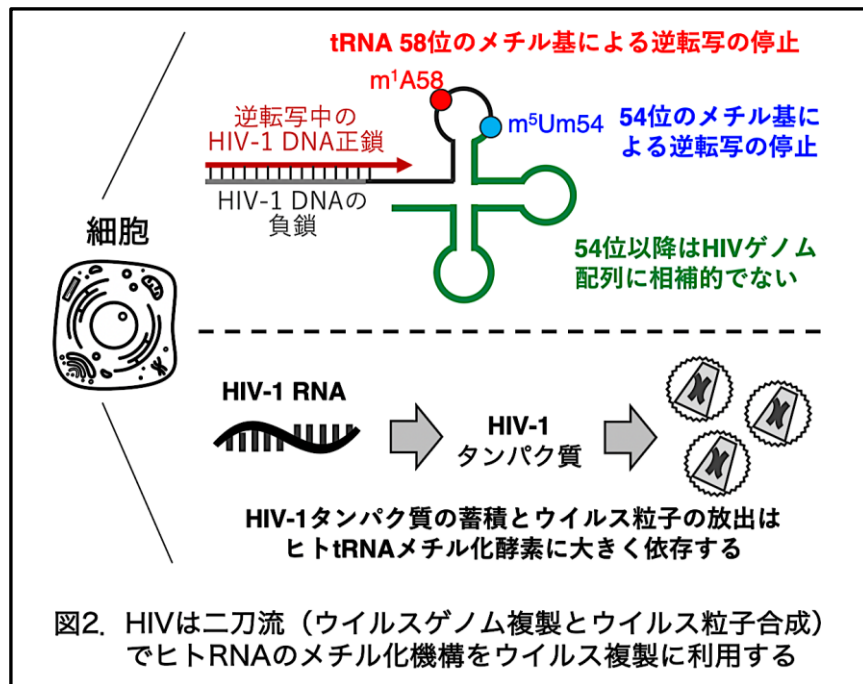 tRNA 58位のメチル基による逆転写の停止
m¹A58
逆転写中の
HIV-1 DNA正鎖
m⁵Um54
54位のメチル基に
よる逆転写の停止
HIV-1 DNAの
負鎖
細胞
54位以降はHIVゲノム
配列に相補的でない
HIV-1 RNA
HIV-1
タンパク質
HIV-1タンパク質の蓄積とウイルス粒子の放出は
ヒトtRNAメチル化酵素に大きく依存する
図2. HIVは二刀流（ウイルスゲノム複製とウイルス粒子合成）
でヒトRNAのメチル化機構をウイルス複製に利用する